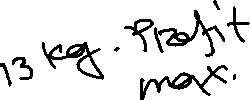 13 kg. Profit
max.